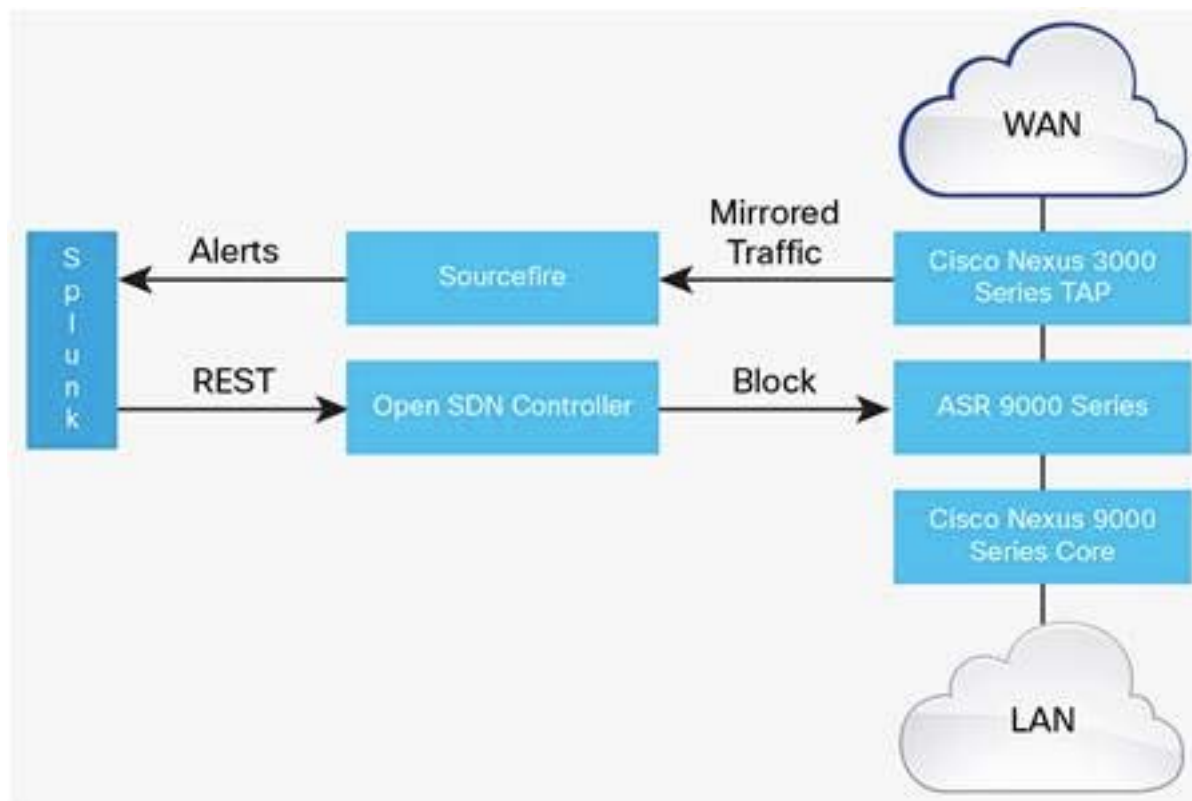 WAN
Mirrored
Traffic
Alerts
Splunk
Sourcefire
Cisco Nexus 3000
Series TAP
REST
Open SDN Controller
Block
ASR 9000 Series
Cisco Nexus 9000
Series Core
LAN